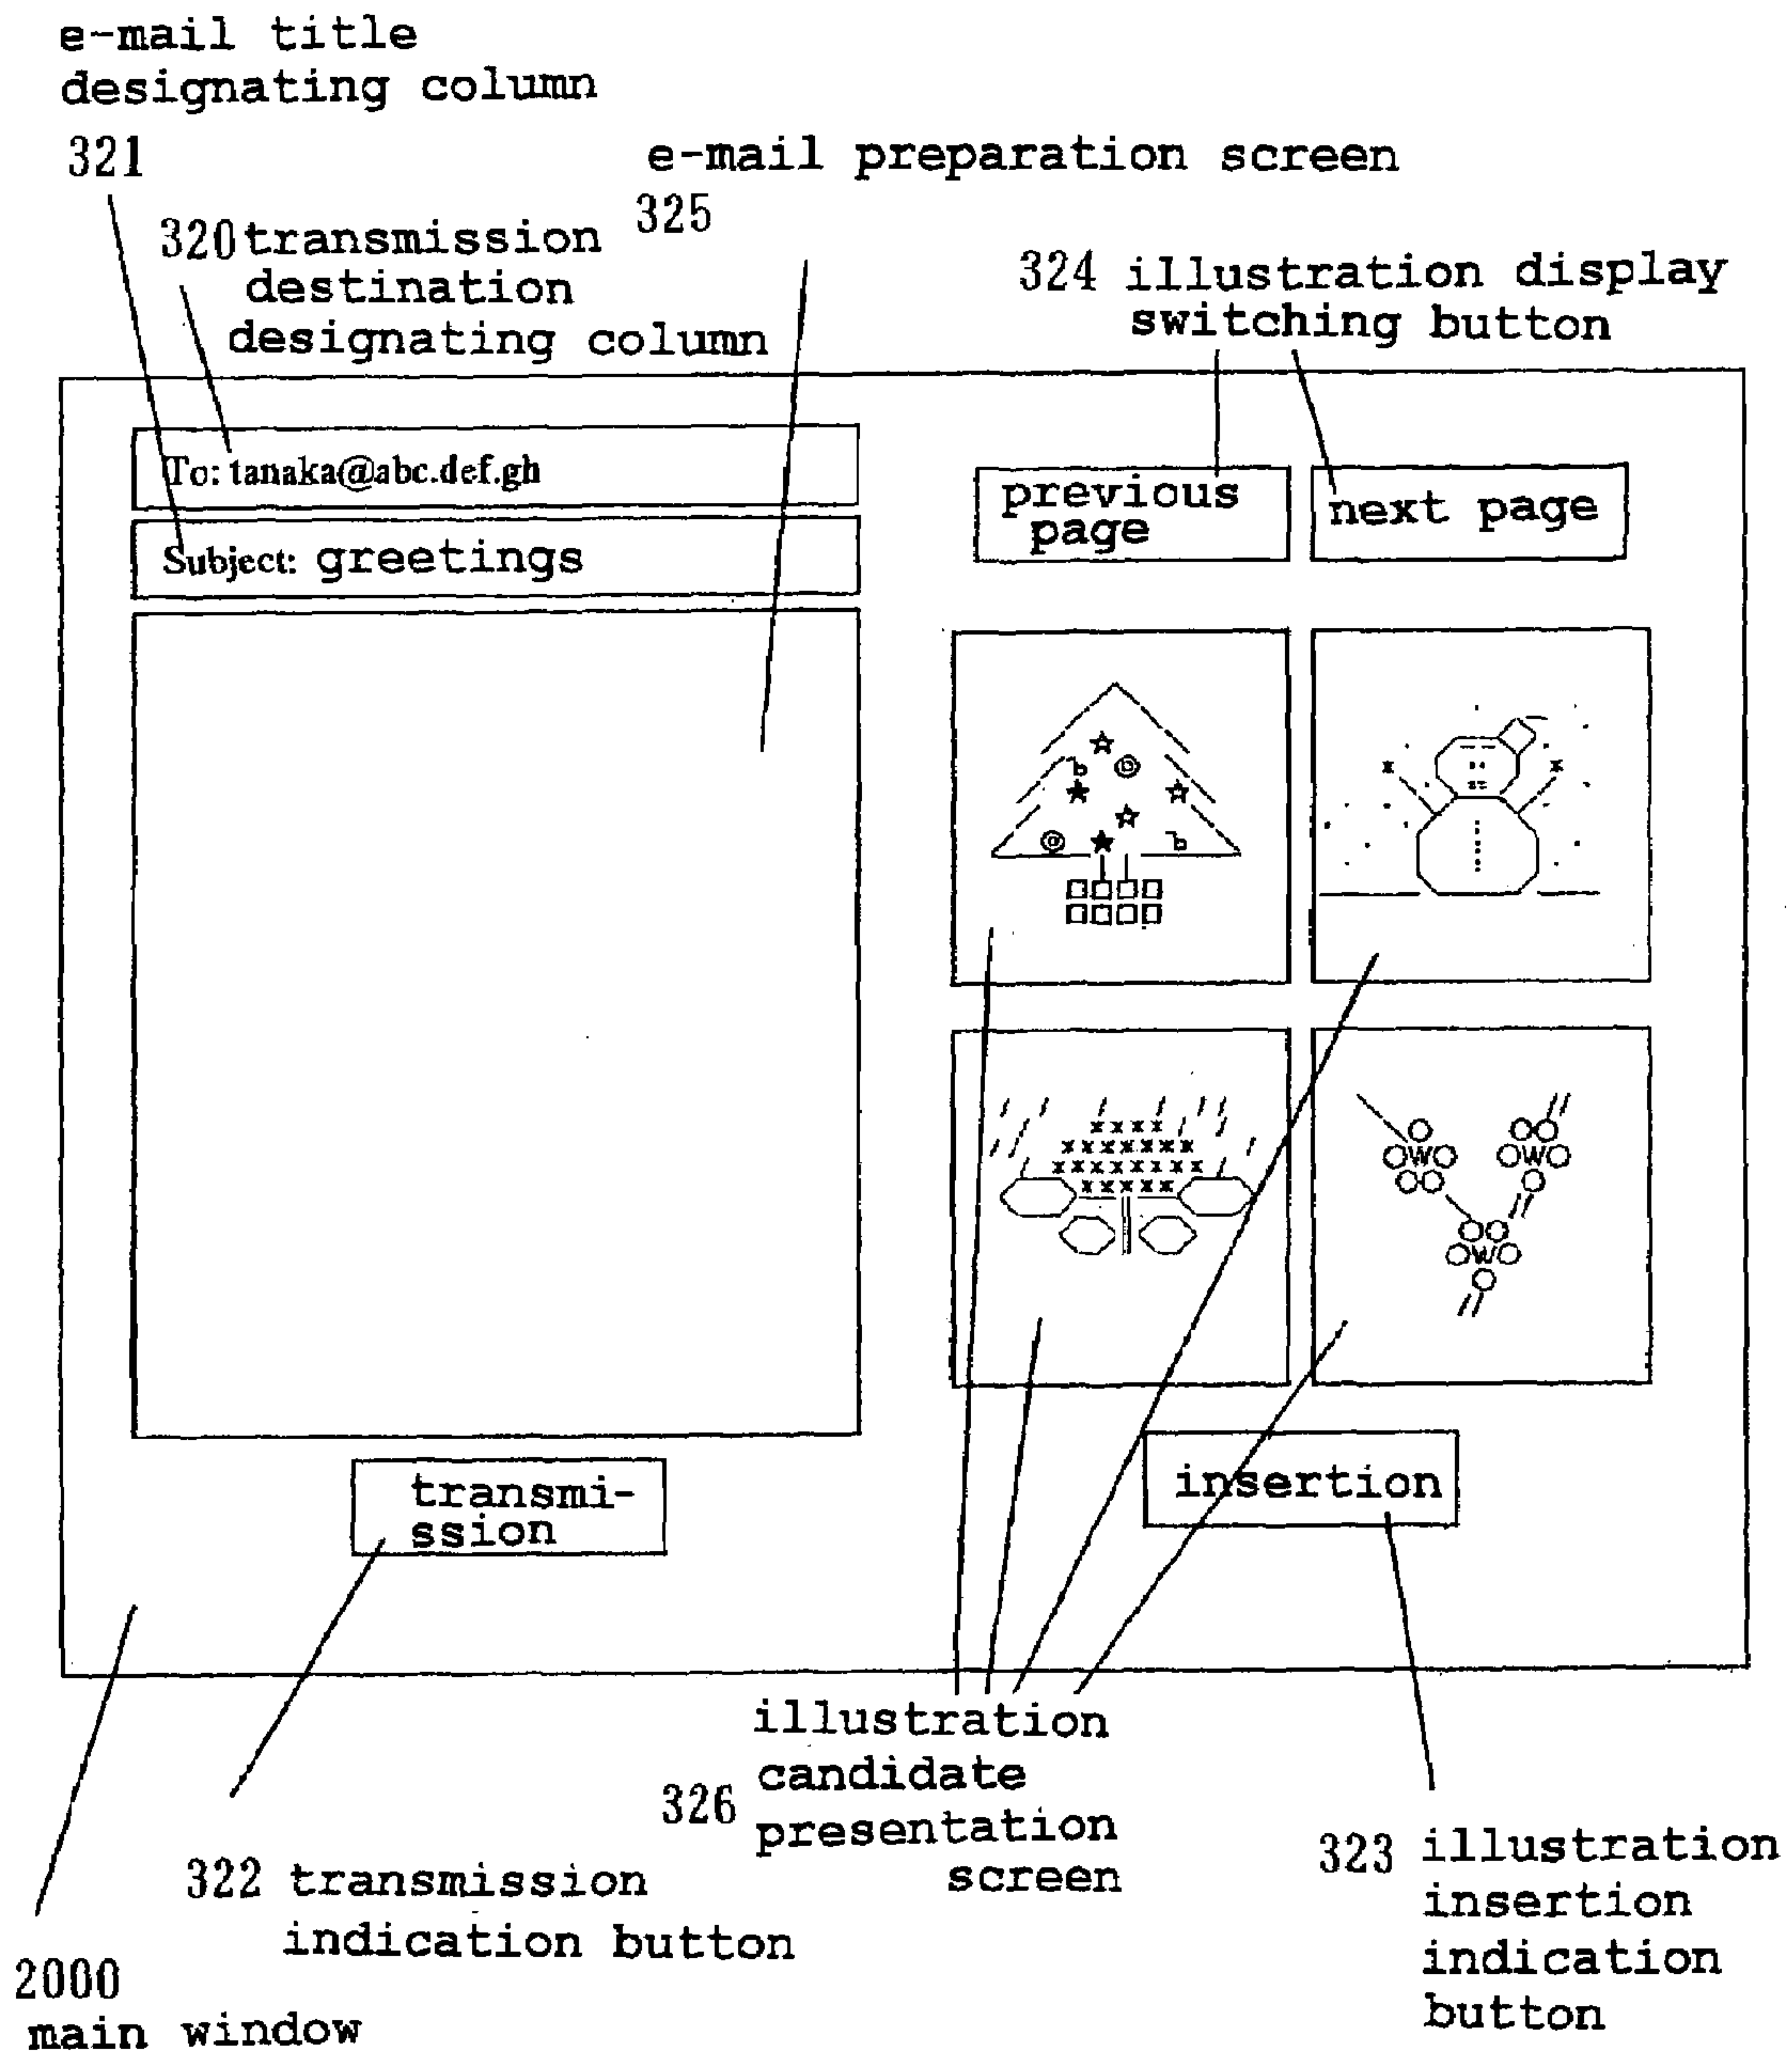 e-mail title
designating column
321
e-mail preparation screen
325
320 transmission
destination
designating column
324 illustration display
switching button
To: tanaka@abc.def.gh
Subject: greetings
previous
page
next page
transmi-
ssion
insertion
illustration
candidate
326
presentation
screen
322 transmission
indication button
323 illustration
insertion
indication
button
2000
main window